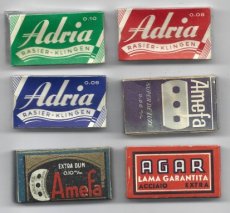 0.10
Adria
RASIER-KLINGEN
0.08
Adria
RASIER-KLINGEN
0.08
Adria
RASIER-KLINGEN
Amefa
EXTRA DÜNN
0.10 m/m
Amefa
AGAR
LAMA GARANTITA
ACCIAIO EXTRA